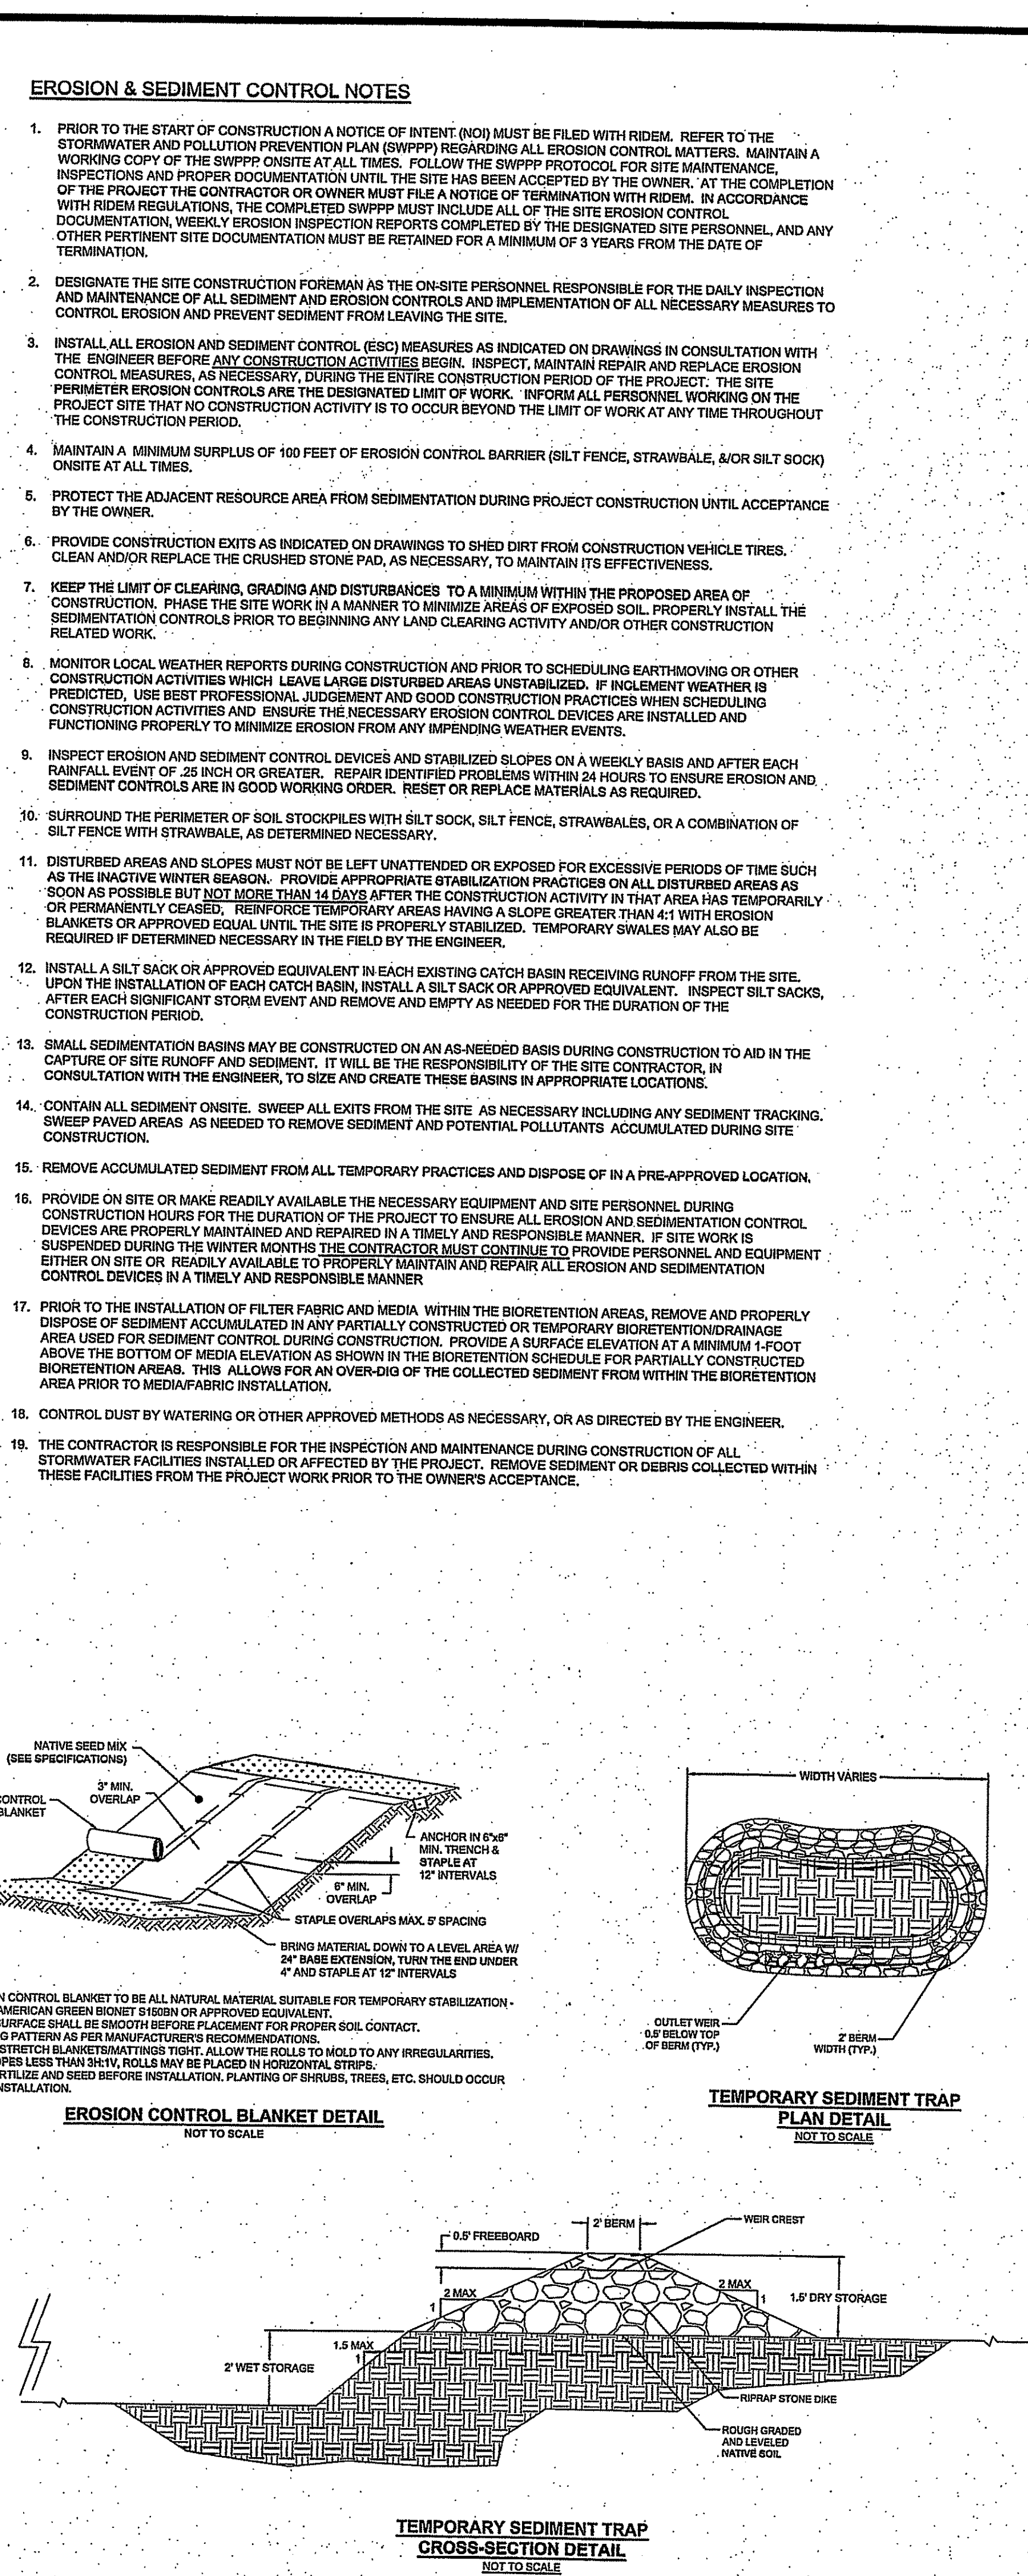 EROSION & SEDIMENT CONTROL NOTES
1. PRIOR TO THE START OF CONSTRUCTION A NOTICE OF INTENT (NOI) MUST BE FILED WITH RIDEM. REFER TO THE
STORMWATER AND POLLUTION PREVENTION PLAN (SWPPP) REGARDING ALL EROSION CONTROL MATTERS. MAINTAIN A
WORKING COPY OF THE SWPPP ONSITE AT ALL TIMES. FOLLOW THE SWPPP PROTOCOL FOR SITE MAINTENANCE,
INSPECTIONS AND PROPER DOCUMENTATION UNTIL THE SITE HAS BEEN ACCEPTED BY THE OWNER. AT THE COMPLETION
OF THE PROJECT THE CONTRACTOR OR OWNER MUST FILE A NOTICE OF TERMINATION WITH RIDEM. IN ACCORDANCE
WITH RIDEM REGULATIONS, THE COMPLETED SWPPP MUST INCLUDE ALL OF THE SITE EROSION CONTROL
DOCUMENTATION, WEEKLY EROSION INSPECTION REPORTS COMPLETED BY THE DESIGNATED SITE PERSONNEL, AND ANY
OTHER PERTINENT SITE DOCUMENTATION MUST BE RETAINED FOR A MINIMUM OF 3 YEARS FROM THE DATE OF
TERMINATION.
2. DESIGNATE THE SITE CONSTRUCTION FOREMAN AS THE ON-SITE PERSONNEL RESPONSIBLE FOR THE DAILY INSPECTION
AND MAINTENANCE OF ALL SEDIMENT AND EROSION CONTROLS AND IMPLEMENTATION OF ALL NECESSARY MEASURES TO
CONTROL EROSION AND PREVENT SEDIMENT FROM LEAVING THE SITE.
3. INSTALL ALL EROSION AND SEDIMENT CONTROL (ESC) MEASURES AS INDICATED ON DRAWINGS IN CONSULTATION WITH
THE ENGINEER BEFORE ANY CONSTRUCTION ACTIVITIES BEGIN. INSPECT, MAINTAIN REPAIR AND REPLACE EROSION
CONTROL MEASURES, AS NECESSARY, DURING THE ENTIRE CONSTRUCTION PERIOD OF THE PROJECT. THE SITE
PERIMETER EROSION CONTROLS ARE THE DESIGNATED LIMIT OF WORK. INFORM ALL PERSONNEL WORKING ON THE
PROJECT SITE THAT NO CONSTRUCTION ACTIVITY IS TO OCCUR BEYOND THE LIMIT OF WORK AT ANY TIME THROUGHOUT
THE CONSTRUCTION PERIOD.
4. MAINTAIN A MINIMUM SURPLUS OF 100 FEET OF EROSION CONTROL BARRIER (SILT FENCE, STRAWBALE, &/OR SILT SOCK)
ONSITE AT ALL TIMES.
5. PROTECT THE ADJACENT RESOURCE AREA FROM SEDIMENTATION DURING PROJECT CONSTRUCTION UNTIL ACCEPTANCE
BY THE OWNER.
6. PROVIDE CONSTRUCTION EXITS AS INDICATED ON DRAWINGS TO SHED DIRT FROM CONSTRUCTION VEHICLE TIRES.
CLEAN AND/OR REPLACE THE CRUSHED STONE PAD, AS NECESSARY, TO MAINTAIN ITS EFFECTIVENESS.
7. KEEP THE LIMIT OF CLEARING, GRADING AND DISTURBANCES TO A MINIMUM WITHIN THE PROPOSED AREA OF
CONSTRUCTION. PHASE THE SITE WORK IN A MANNER TO MINIMIZE AREAS OF EXPOSED SOIL. PROPERLY INSTALL THE
SEDIMENTATION CONTROLS PRIOR TO BEGINNING ANY LAND CLEARING ACTIVITY AND/OR OTHER CONSTRUCTION
RELATED WORK.
8. MONITOR LOCAL WEATHER REPORTS DURING CONSTRUCTION AND PRIOR TO SCHEDULING EARTHMOVING OR OTHER
CONSTRUCTION ACTIVITIES WHICH LEAVE LARGE DISTURBED AREAS UNSTABILIZED. IF INCLEMENT WEATHER IS
PREDICTED, USE BEST PROFESSIONAL JUDGEMENT AND GOOD CONSTRUCTION PRACTICES WHEN SCHEDULING
CONSTRUCTION ACTIVITIES AND ENSURE THE NECESSARY EROSION CONTROL DEVICES ARE INSTALLED AND
FUNCTIONING PROPERLY TO MINIMIZE EROSION FROM ANY IMPENDING WEATHER EVENTS.
9. INSPECT EROSION AND SEDIMENT CONTROL DEVICES AND STABILIZED SLOPES ON A WEEKLY BASIS AND AFTER EACH
RAINFALL EVENT OF .25 INCH OR GREATER. REPAIR IDENTIFIED PROBLEMS WITHIN 24 HOURS TO ENSURE EROSION AND
SEDIMENT CONTROLS ARE IN GOOD WORKING ORDER. RESET OR REPLACE MATERIALS AS REQUIRED.
10. SURROUND THE PERIMETER OF SOIL STOCKPILES WITH SILT SOCK, SILT FENCE, STRAWBALES, OR A COMBINATION OF
SILT FENCE WITH STRAWBALE, AS DETERMINED NECESSARY.
11. DISTURBED AREAS AND SLOPES MUST NOT BE LEFT UNATTENDED OR EXPOSED FOR EXCESSIVE PERIODS OF TIME SUCH
AS THE INACTIVE WINTER SEASON. PROVIDE APPROPRIATE STABILIZATION PRACTICES ON ALL DISTURBED AREAS AS
SOON AS POSSIBLE BUT NOT MORE THAN 14 DAYS AFTER THE CONSTRUCTION ACTIVITY IN THAT AREA HAS TEMPORARILY
OR PERMANENTLY CEASED. REINFORCE TEMPORARY AREAS HAVING A SLOPE GREATER THAN 4:1 WITH EROSION
BLANKETS OR APPROVED EQUAL UNTIL THE SITE IS PROPERLY STABILIZED. TEMPORARY SWALES MAY ALSO BE
REQUIRED IF DETERMINED NECESSARY IN THE FIELD BY THE ENGINEER.
12. INSTALL A SILT SACK OR APPROVED EQUIVALENT IN EACH EXISTING CATCH BASIN RECEIVING RUNOFF FROM THE SITE.
UPON THE INSTALLATION OF EACH CATCH BASIN, INSTALL A SILT SACK OR APPROVED EQUIVALENT. INSPECT SILT SACKS,
AFTER EACH SIGNIFICANT STORM EVENT AND REMOVE AND EMPTY AS NEEDED FOR THE DURATION OF THE
CONSTRUCTION PERIOD.
13. SMALL SEDIMENTATION BASINS MAY BE CONSTRUCTED ON AN AS-NEEDED BASIS DURING CONSTRUCTION TO AID IN THE
CAPTURE OF SITE RUNOFF AND SEDIMENT. IT WILL BE THE RESPONSIBILITY OF THE SITE CONTRACTOR, IN
CONSULTATION WITH THE ENGINEER, TO SIZE AND CREATE THESE BASINS IN APPROPRIATE LOCATIONS.
14. CONTAIN ALL SEDIMENT ONSITE. SWEEP ALL EXITS FROM THE SITE AS NECESSARY INCLUDING ANY SEDIMENT TRACKING.
SWEEP PAVED AREAS AS NEEDED TO REMOVE SEDIMENT AND POTENTIAL POLLUTANTS ACCUMULATED DURING SITE
CONSTRUCTION.
15. REMOVE ACCUMULATED SEDIMENT FROM ALL TEMPORARY PRACTICES AND DISPOSE OF IN A PRE-APPROVED LOCATION.
16. PROVIDE ON SITE OR MAKE READILY AVAILABLE THE NECESSARY EQUIPMENT AND SITE PERSONNEL DURING
CONSTRUCTION HOURS FOR THE DURATION OF THE PROJECT TO ENSURE ALL EROSION AND SEDIMENTATION CONTROL
DEVICES ARE PROPERLY MAINTAINED AND REPAIRED IN A TIMELY AND RESPONSIBLE MANNER. IF SITE WORK IS
SUSPENDED DURING THE WINTER MONTHS THE CONTRACTOR MUST CONTINUE TO PROVIDE PERSONNEL AND EQUIPMENT
EITHER ON SITE OR READILY AVAILABLE TO PROPERLY MAINTAIN AND REPAIR ALL EROSION AND SEDIMENTATION
CONTROL DEVICES IN A TIMELY AND RESPONSIBLE MANNER
17. PRIOR TO THE INSTALLATION OF FILTER FABRIC AND MEDIA WITHIN THE BIORETENTION AREAS, REMOVE AND PROPERLY
DISPOSE OF SEDIMENT ACCUMULATED IN ANY PARTIALLY CONSTRUCTED OR TEMPORARY BIORETENTION/DRAINAGE
AREA USED FOR SEDIMENT CONTROL DURING CONSTRUCTION. PROVIDE A SURFACE ELEVATION AT A MINIMUM 1-FOOT
ABOVE THE BOTTOM OF MEDIA ELEVATION AS SHOWN IN THE BIORETENTION SCHEDULE FOR PARTIALLY CONSTRUCTED
BIORETENTION AREAS. THIS ALLOWS FOR AN OVER-DIG OF THE COLLECTED SEDIMENT FROM WITHIN THE BIORETENTION
AREA PRIOR TO MEDIA/FABRIC INSTALLATION.
18. CONTROL DUST BY WATERING OR OTHER APPROVED METHODS AS NECESSARY, OR AS DIRECTED BY THE ENGINEER.
19. THE CONTRACTOR IS RESPONSIBLE FOR THE INSPECTION AND MAINTENANCE DURING CONSTRUCTION OF ALL
STORMWATER FACILITIES INSTALLED OR AFFECTED BY THE PROJECT. REMOVE SEDIMENT OR DEBRIS COLLECTED WITHIN
THESE FACILITIES FROM THE PROJECT WORK PRIOR TO THE OWNER'S ACCEPTANCE.
NATIVE SEED MIX
(SEE SPECIFICATIONS)
3" MIN.
OVERLAP
CONTROL
BLANKET
ANCHOR IN 6"x6"
MIN. TRENCH &
STAPLE AT
12" INTERVALS
6" MIN.
OVERLAP
STAPLE OVERLAPS MAX. 5' SPACING
BRING MATERIAL DOWN TO A LEVEL AREA W/
24" BASE EXTENSION, TURN THE END UNDER
4" AND STAPLE AT 12" INTERVALS
N CONTROL BLANKET TO BE ALL NATURAL MATERIAL SUITABLE FOR TEMPORARY STABILIZATION -
AMERICAN GREEN BIONET S150BN OR APPROVED EQUIVALENT.
SURFACE SHALL BE SMOOTH BEFORE PLACEMENT FOR PROPER SOIL CONTACT.
G PATTERN AS PER MANUFACTURER'S RECOMMENDATIONS.
STRETCH BLANKETS/MATTINGS TIGHT. ALLOW THE ROLLS TO MOLD TO ANY IRREGULARITIES.
OPES LESS THAN 3H:1V, ROLLS MAY BE PLACED IN HORIZONTAL STRIPS.
RTILIZE AND SEED BEFORE INSTALLATION. PLANTING OF SHRUBS, TREES, ETC. SHOULD OCCUR
NSTALLATION.
EROSION CONTROL BLANKET DETAIL
NOT TO SCALE
WIDTH VARIES
OUTLET WEIR
0.5' BELOW TOP
OF BERM (TYP.)
2' BERM
WIDTH (TYP.)
TEMPORARY SEDIMENT TRAP
PLAN DETAIL
NOT TO SCALE
2' BERM
WEIR CREST
0.5' FREEBOARD
2 MAX
1
2 MAX
1
1.5' DRY STORAGE
1.5 MAX
1
2' WET STORAGE
RIPRAP STONE DIKE
ROUGH GRADED
AND LEVELED
NATIVE SOIL
TEMPORARY SEDIMENT TRAP
CROSS-SECTION DETAIL
NOT TO SCALE